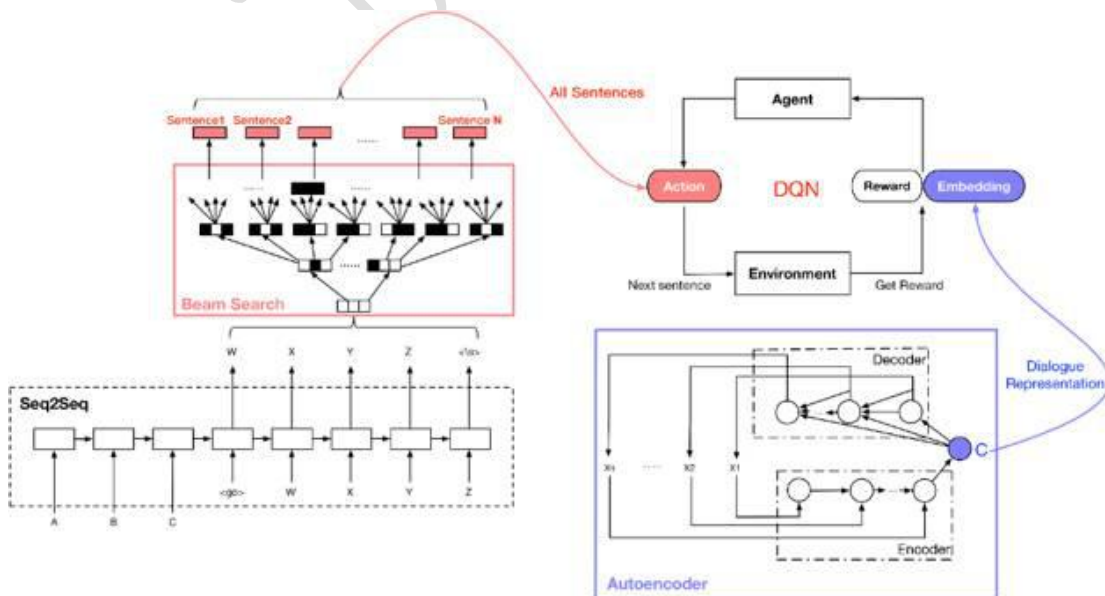 All Sentences
Sentence1 Sentence2 ...... Sentence N
...... 
......
Beam Search
W X Y Z
Seq2Seq
<go> W X Y Z
A B C
Agent
Action DQN Reward Embedding
Next sentence Environment Get Reward
Decoder
Dialogue
Representation
C
X2 X1
Encoder
Autoencoder